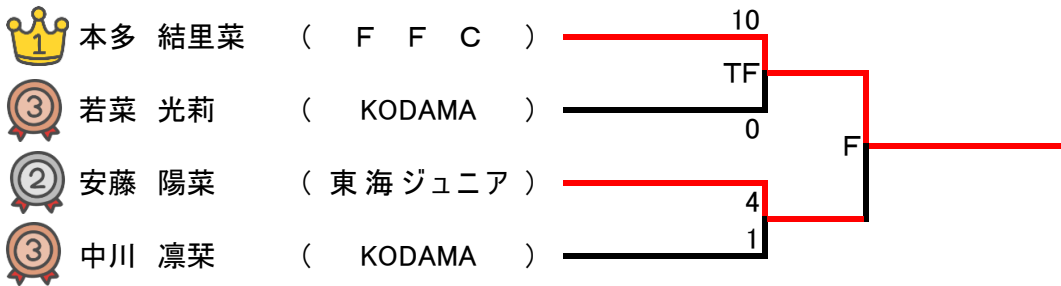 1 本多 結里菜 ( F F C ) 10
TF
3 若菜 光莉 ( KODAMA ) 0
F
2 安藤 陽菜 ( 東海ジュニア ) 4
3 中川 凛栞 ( KODAMA ) 1